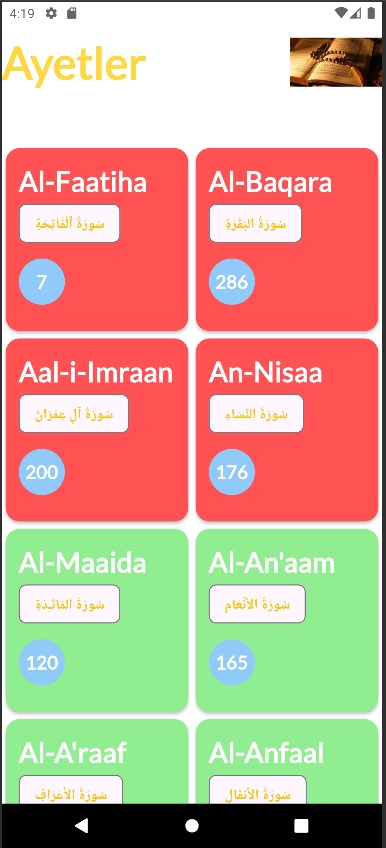 4:19
Ayetler
Al-Faatiha
سُورَةُ ٱلْفَاتِحَةِ
7
Al-Baqara
سُورَةُ البَقَرَةِ
286
Aal-i-Imraan
سُورَةُ آلِ عِمۡرَانَ
200
An-Nisaa
سُورَةُ النِّسَاءِ
176
Al-Maaida
سُورَةُ المَائـِدَةِ
120
Al-An'aam
سُورَةُ الأَنۡعَامِ
165
Al-A'raaf
سُورَةُ الأَعۡرَافِ
Al-Anfaal
سُورَةُ الأَنفَالِ